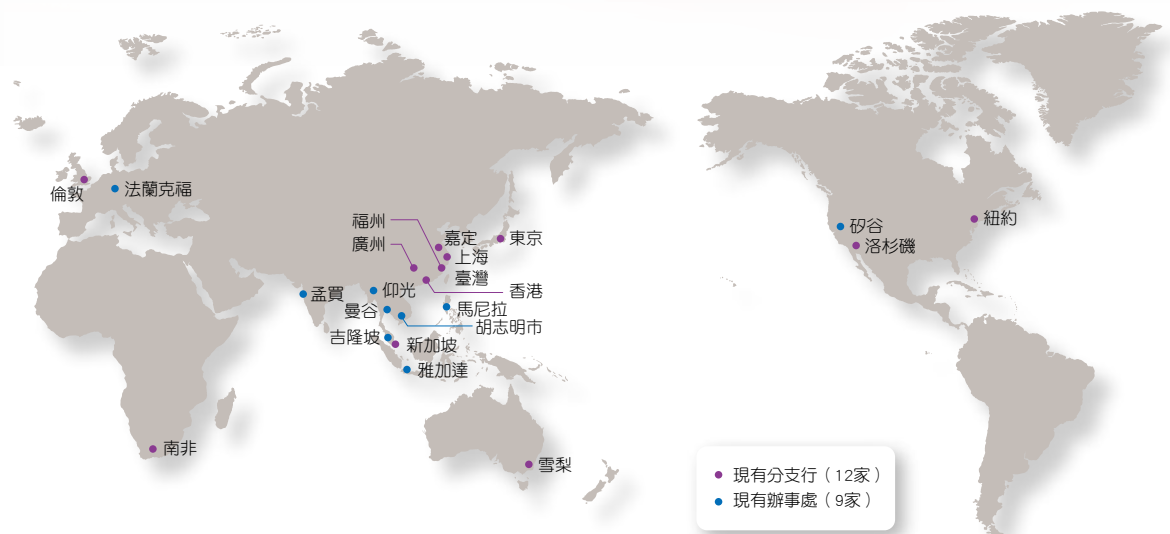 倫敦
法蘭克福
福州
廣州
嘉定
上海
臺灣
東京
香港
孟買
仰光
曼谷
馬尼拉
胡志明市
吉隆坡
新加坡
雅加達
南非
雪梨
矽谷
洛杉磯
紐約
現有分支行（12家）
現有辦事處（9家）